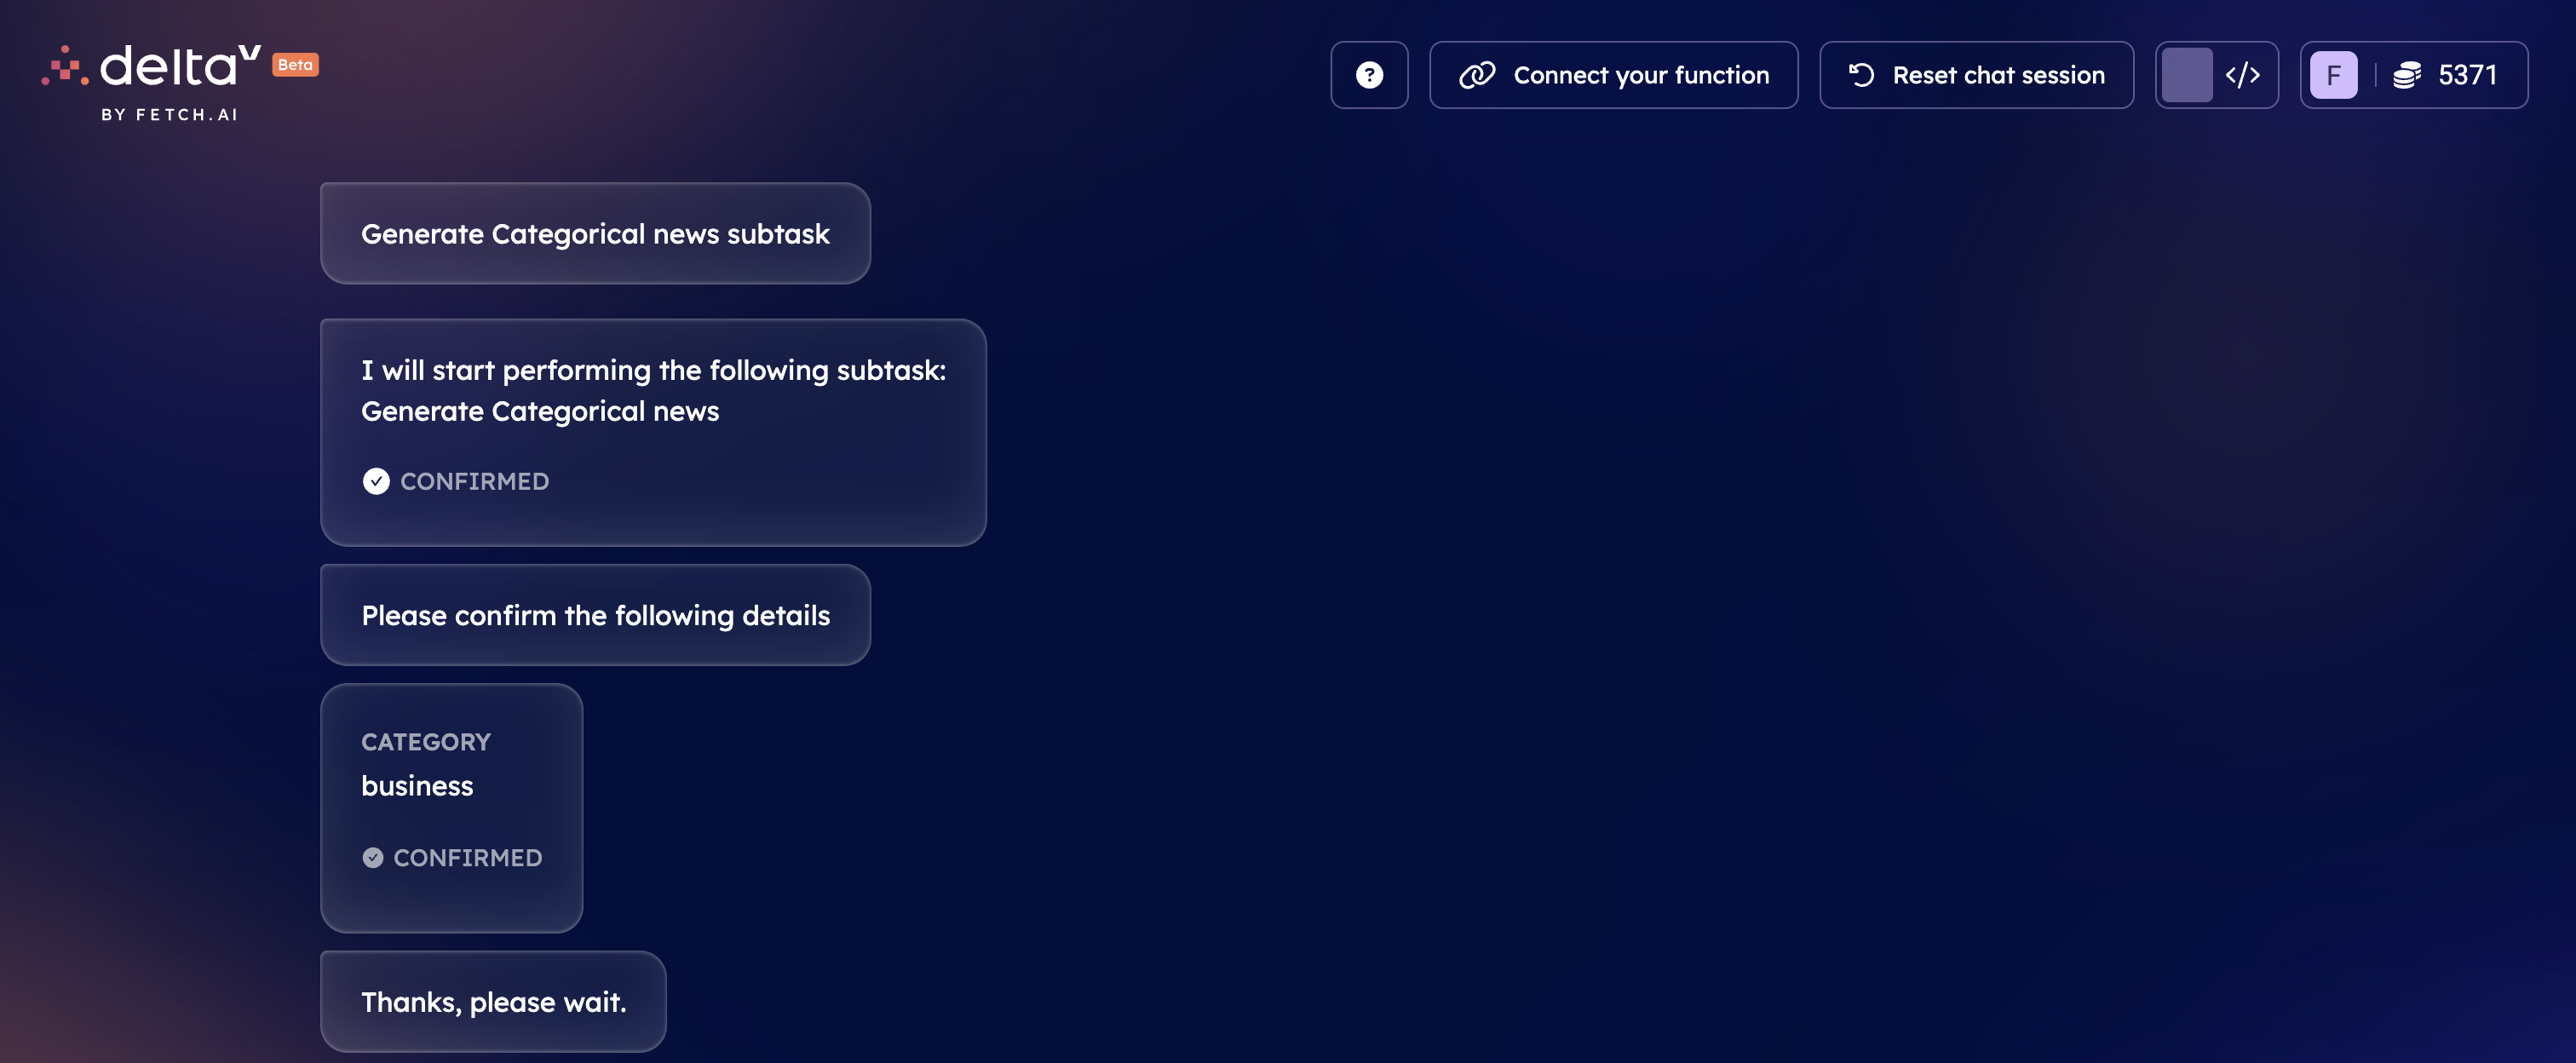 deltaV Beta
BY FETCH.AI
? Connect your function Reset chat session </> F 5371
Generate Categorical news subtask
I will start performing the following subtask:
Generate Categorical news
CONFIRMED
Please confirm the following details
CATEGORY
business
CONFIRMED
Thanks, please wait.